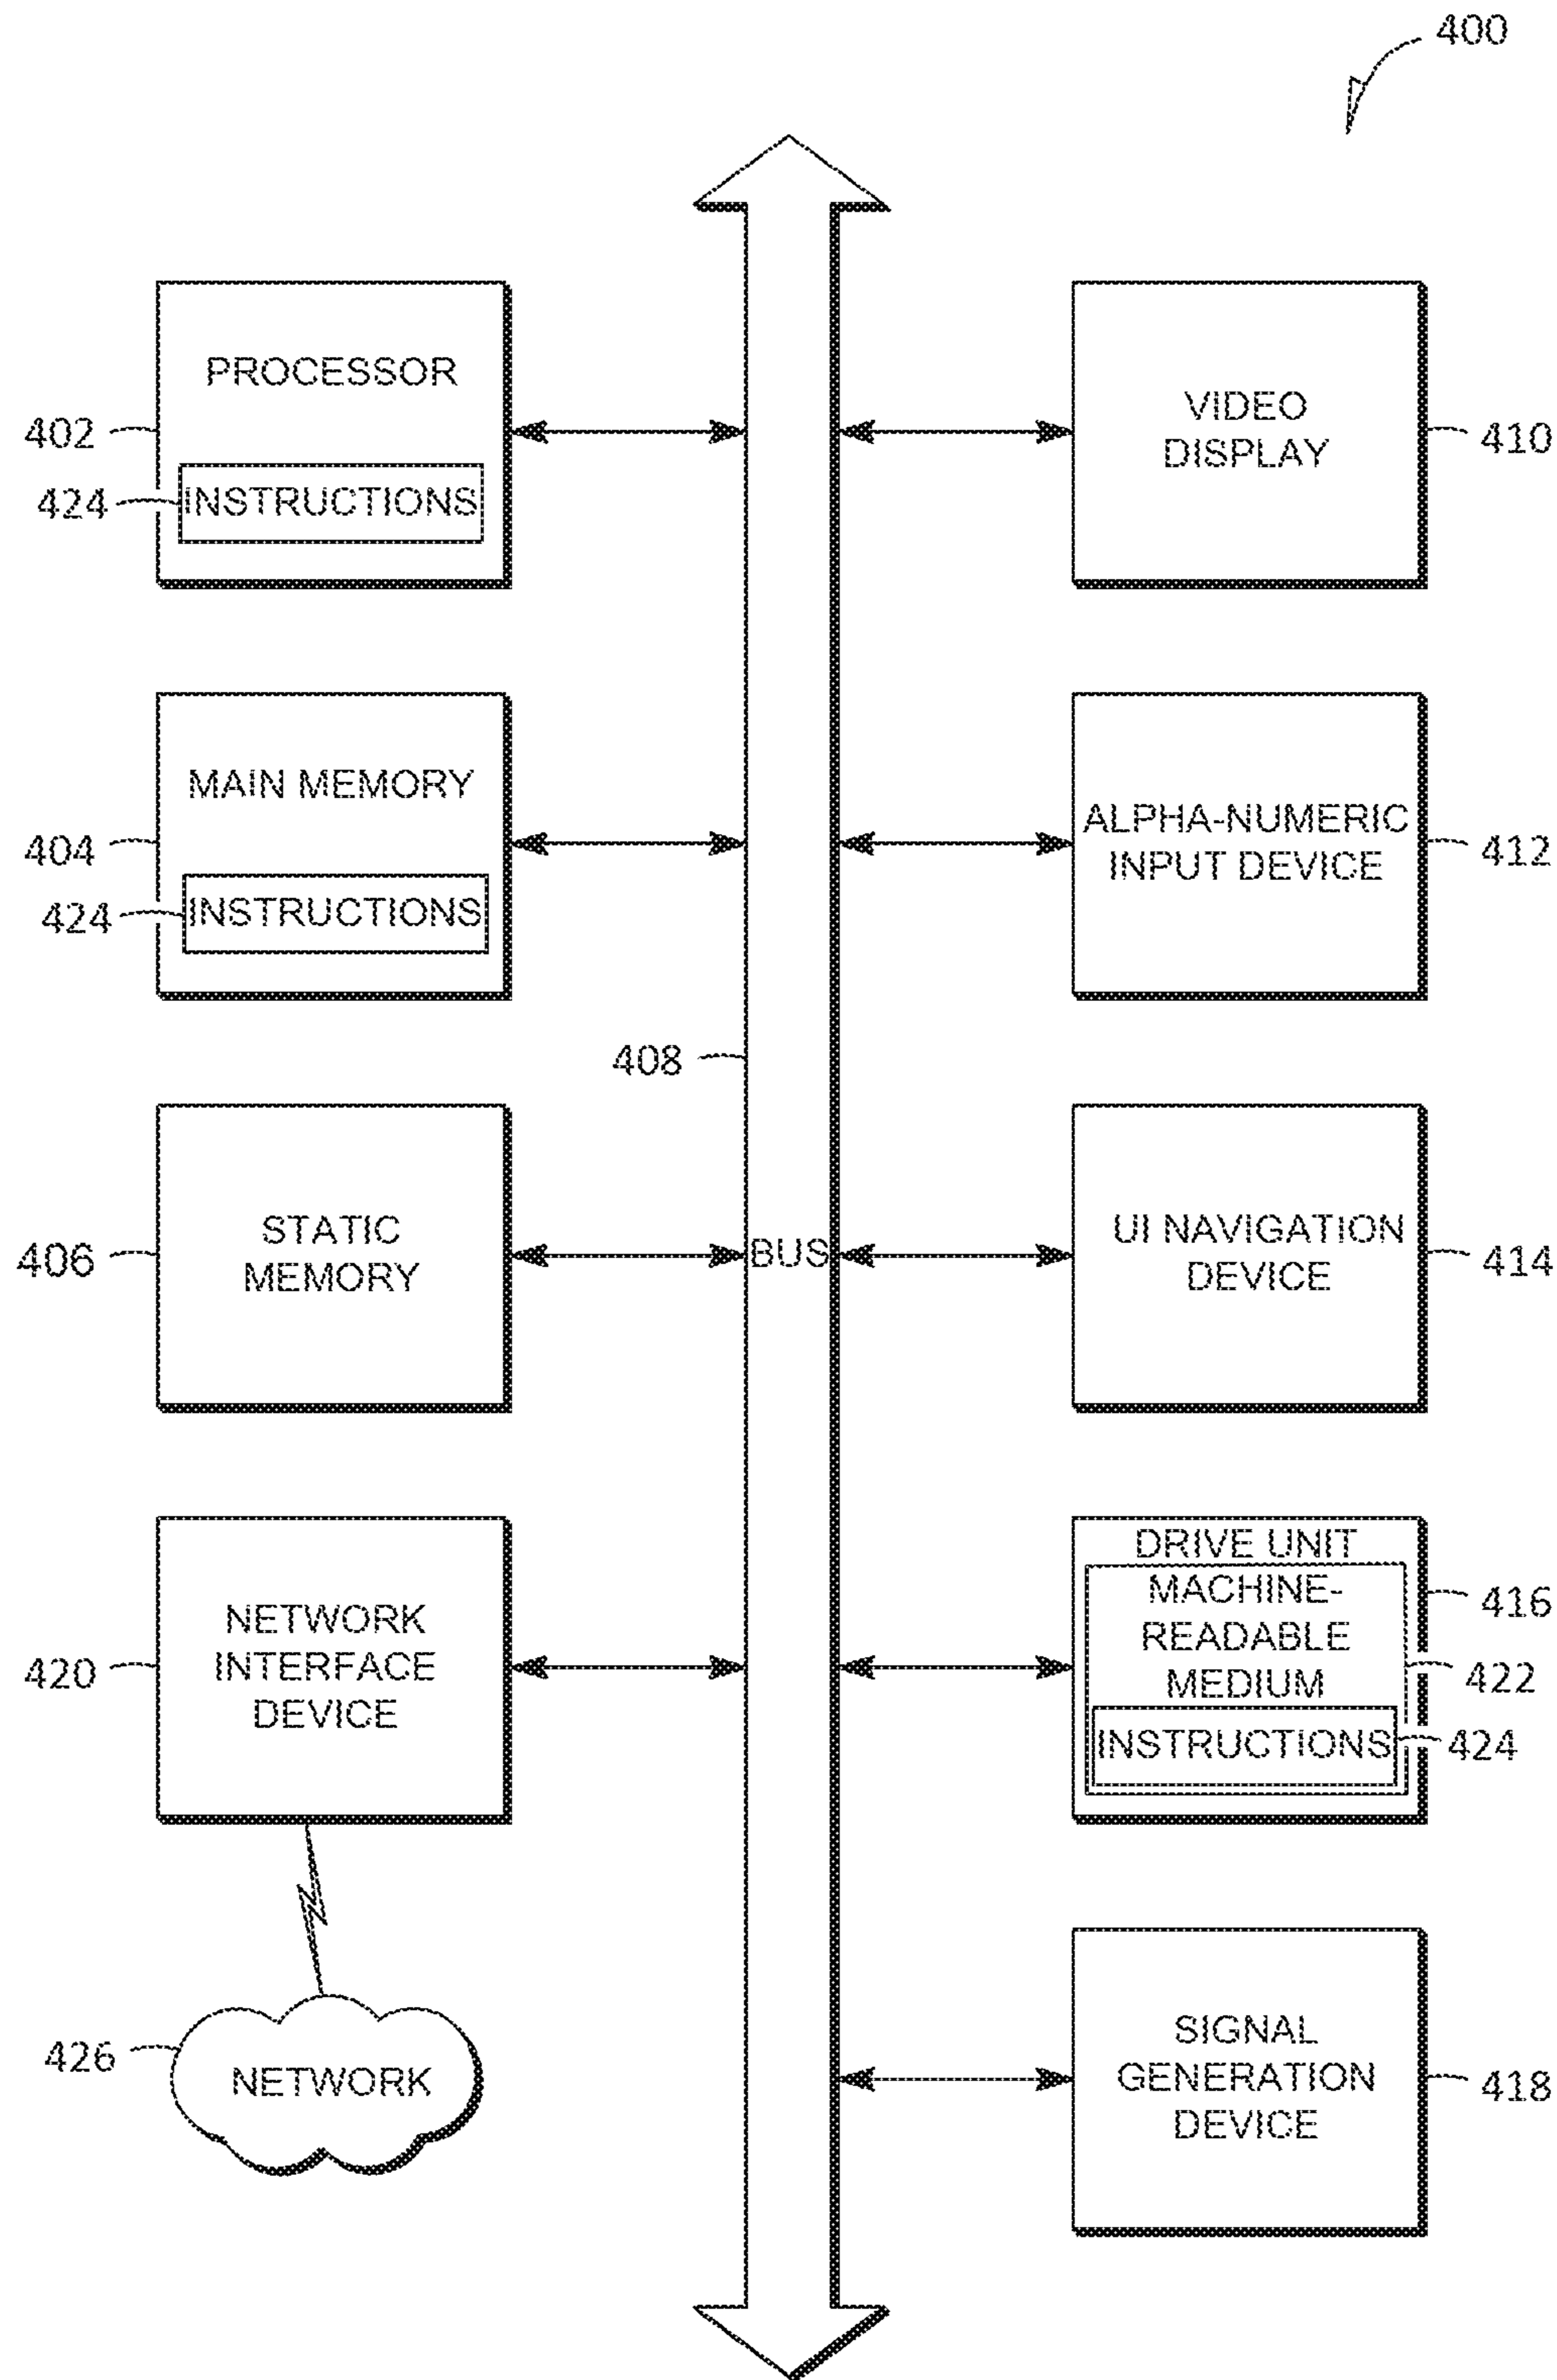 400
PROCESSOR
402
424
INSTRUCTIONS
VIDEO
DISPLAY
410
MAIN MEMORY
404
424
INSTRUCTIONS
ALPHA-NUMERIC
INPUT DEVICE
412
408
BUS
STATIC
MEMORY
406
UI NAVIGATION
DEVICE
414
NETWORK
INTERFACE
DEVICE
420
DRIVE UNIT
MACHINE-
READABLE
MEDIUM
INSTRUCTIONS
416
422
424
426
NETWORK
SIGNAL
GENERATION
DEVICE
418